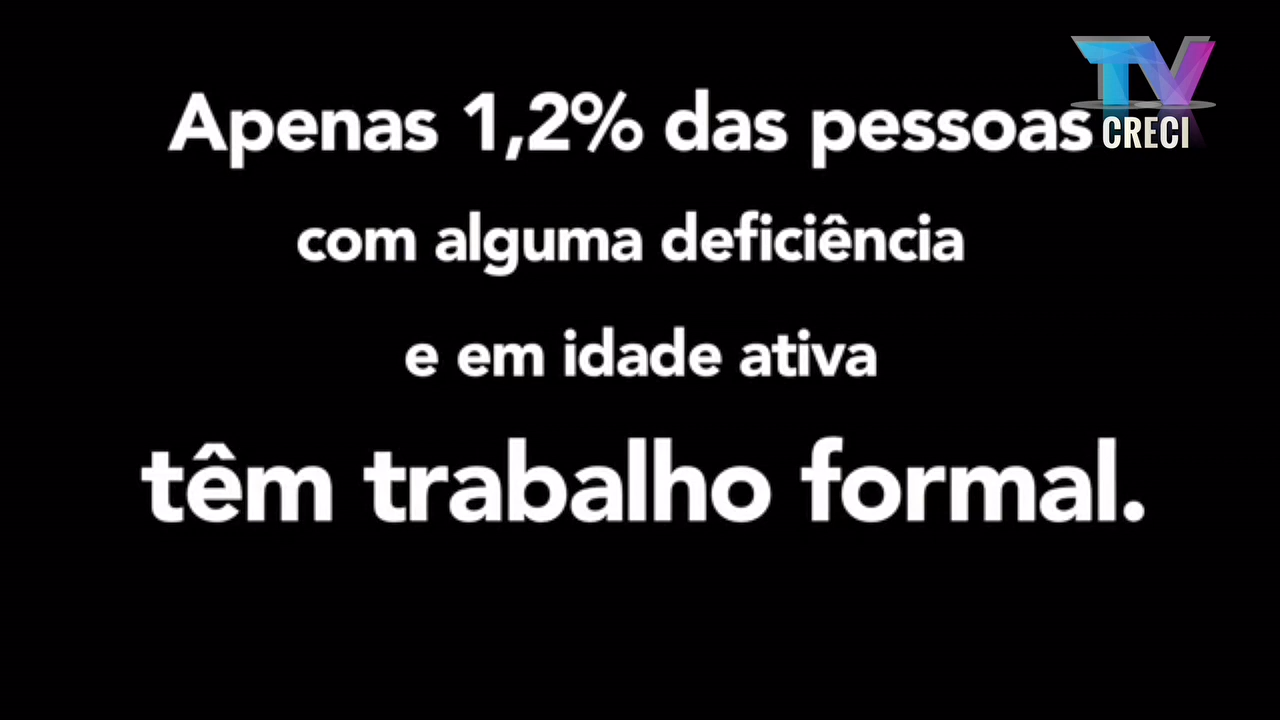 TV
CRECI
Apenas 1,2% das pessoas
com alguma deficiência
e em idade ativa
têm trabalho formal.